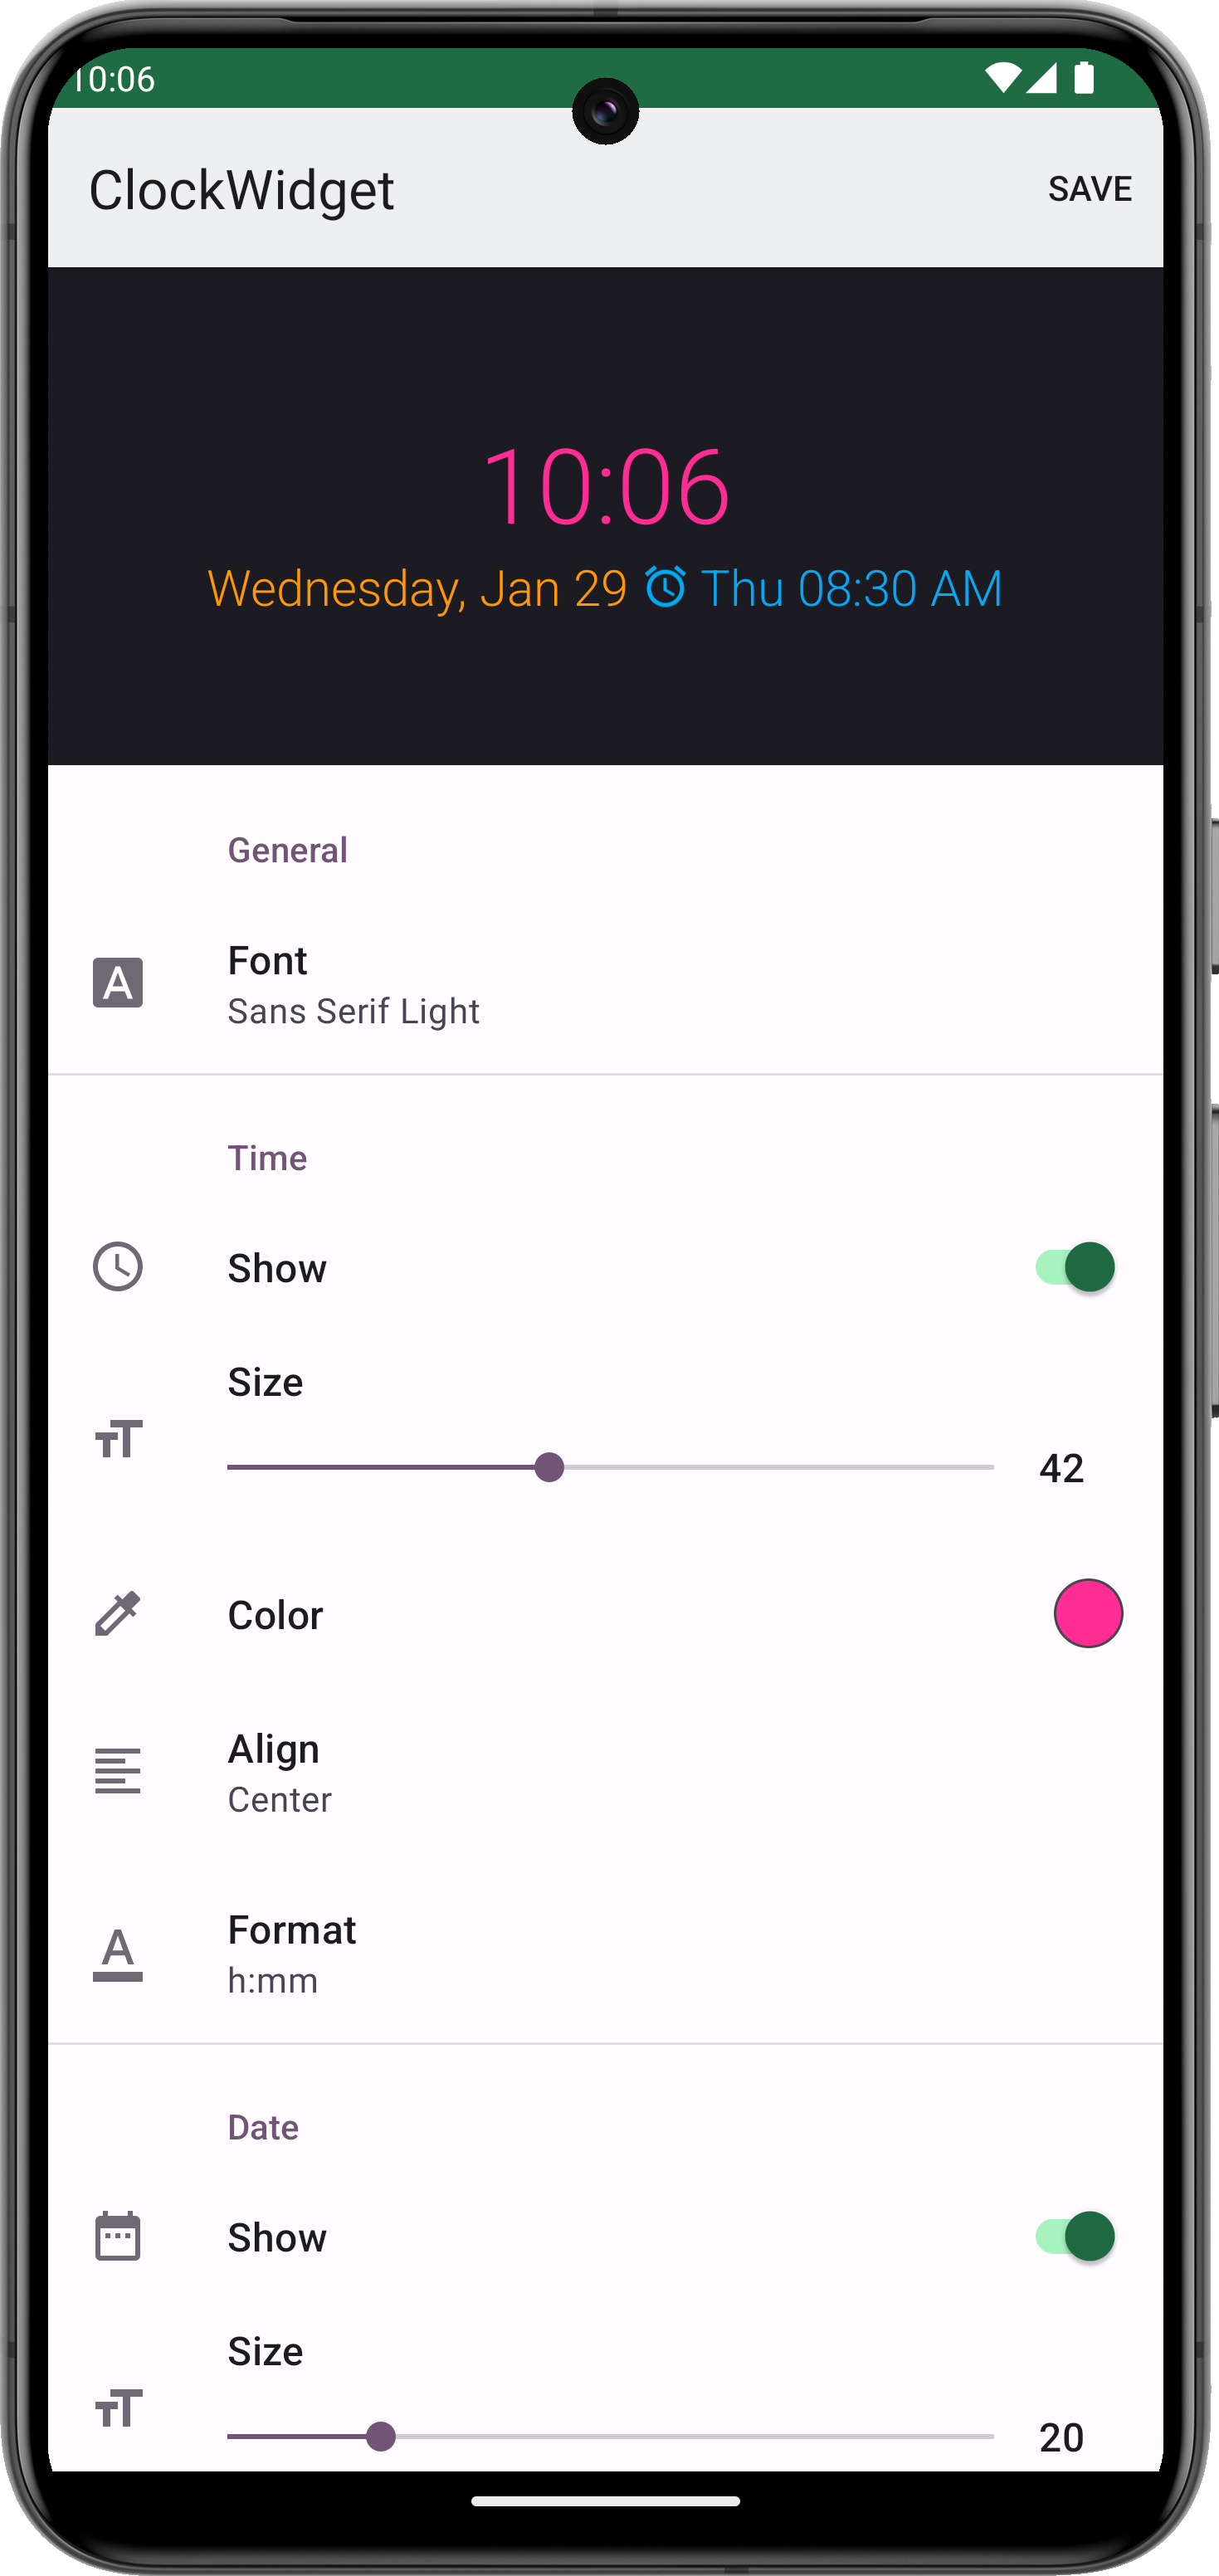 10:06
ClockWidget
SAVE
10:06
Wednesday, Jan 29 Thu 08:30 AM
General
Font
Sans Serif Light
Time
Show
Size
42
Color
Align
Center
Format
h:mm
Date
Show
Size
20